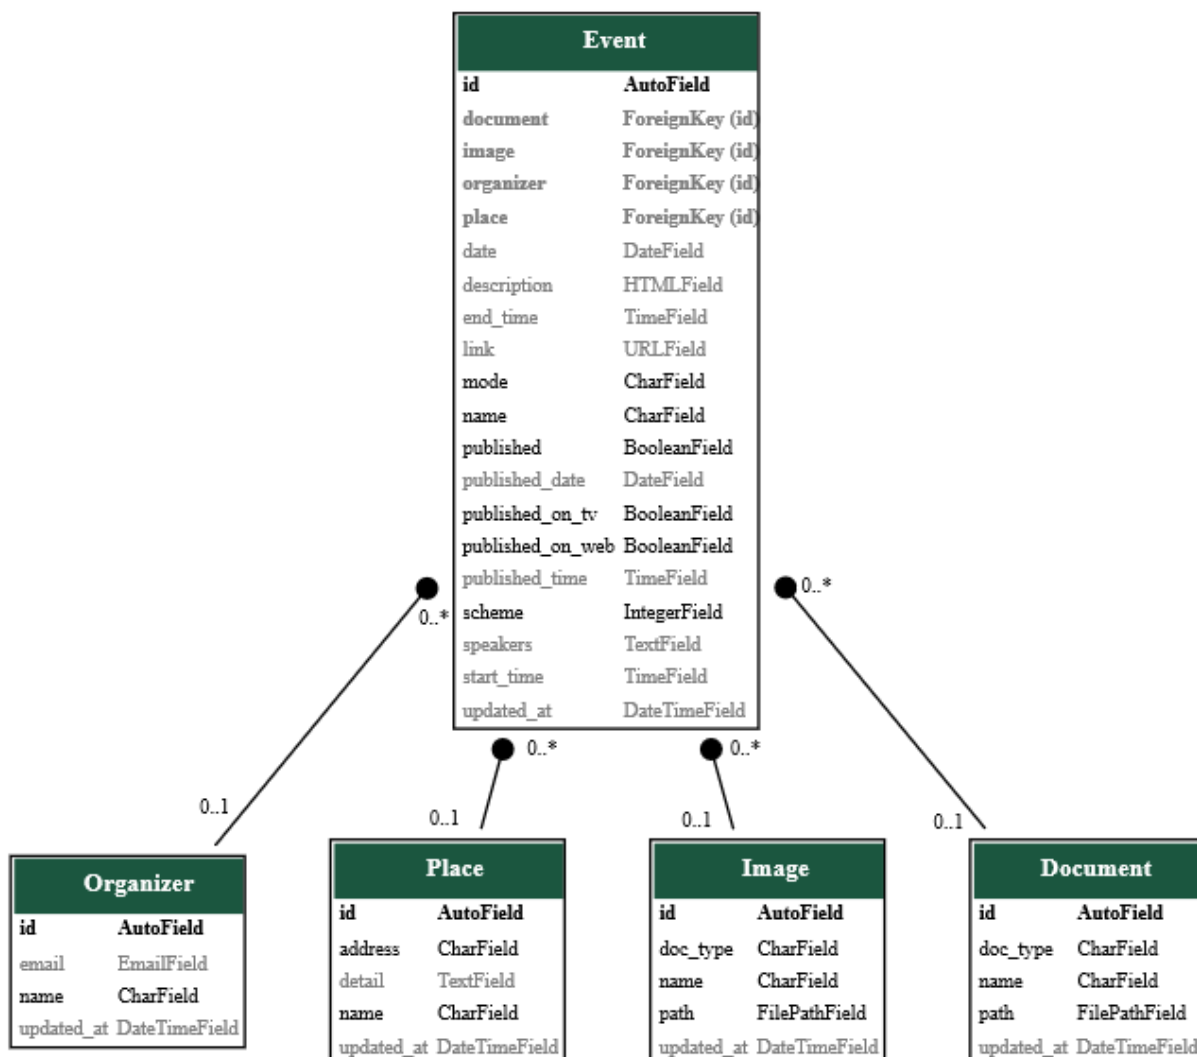 Event
id AutoField
document ForeignKey (id)
image ForeignKey (id)
organizer ForeignKey (id)
place ForeignKey (id)
date DateField
description HTMLField
end_time TimeField
link URLField
mode CharField
name CharField
published BooleanField
published_date DateField
published_on_tv BooleanField
published_on_web BooleanField
published_time TimeField
scheme IntegerField
speakers TextField
start_time TimeField
updated_at DateTimeField
0..*
0..*
0..*
0..*
0..1
0..1
0..1
0..1
Organizer
id AutoField
email EmailField
name CharField
updated_at DateTimeField
Place
id AutoField
address CharField
detail TextField
name CharField
updated_at DateTimeField
Image
id AutoField
doc_type CharField
name CharField
path FilePathField
updated_at DateTimeField
Document
id AutoField
doc_type CharField
name CharField
path FilePathField
updated_at DateTimeField